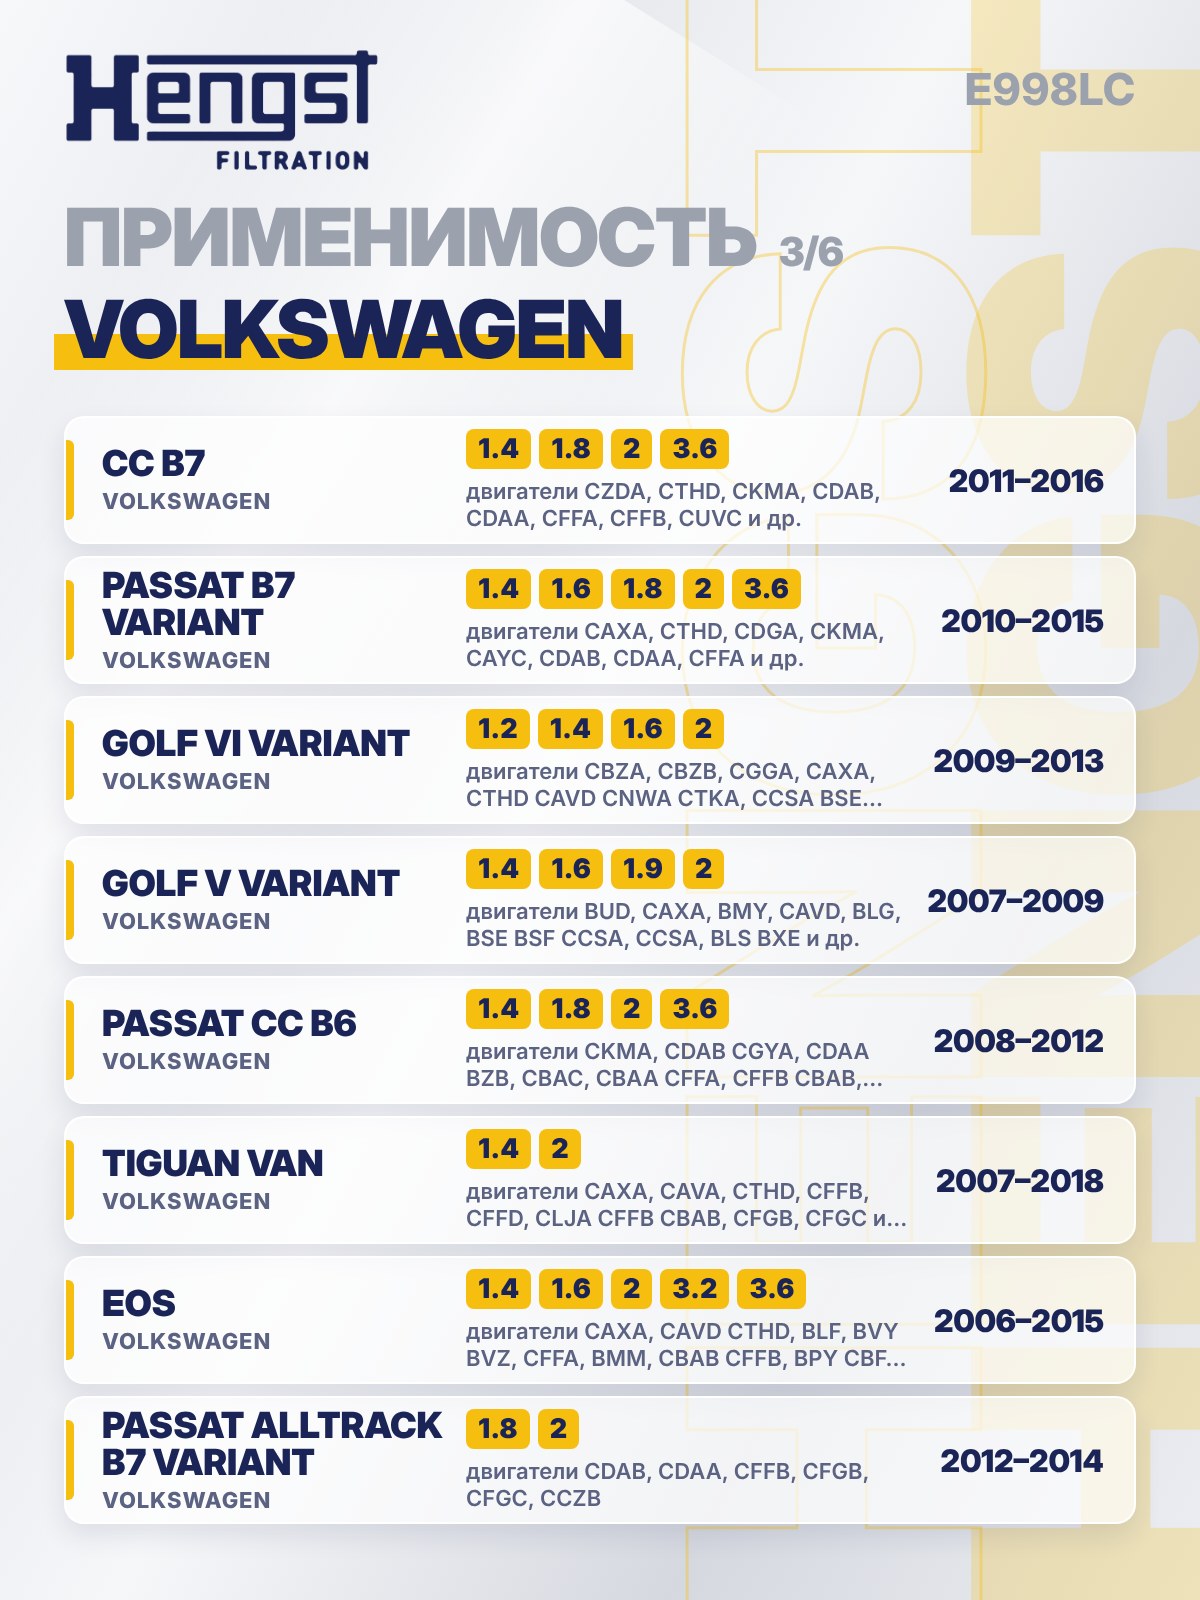 Hengst
FILTRATION
E998LC
ПРИМЕНИМОСТЬ 3/6
VOLKSWAGEN
CC B7
VOLKSWAGEN
1.4 1.8 2 3.6
двигатели CZDA, CTHD, CKMA, CDAB,
CDAA, CFFA, CFFB, CUVC и др.
2011–2016
PASSAT B7
VARIANT
VOLKSWAGEN
1.4 1.6 1.8 2 3.6
двигатели CAXA, CTHD, CDGA, CKMA,
CAYC, CDAB, CDAA, CFFA и др.
2010–2015
GOLF VI VARIANT
VOLKSWAGEN
1.2 1.4 1.6 2
двигатели CBZA, CBZB, CGGA, CAXA,
CTHD CAVD CNWA CTKA, CCSA BSE...
2009–2013
GOLF V VARIANT
VOLKSWAGEN
1.4 1.6 1.9 2
двигатели BUD, CAXA, BMY, CAVD, BLG,
BSE BSF CCSA, CCSA, BLS BXE и др.
2007–2009
PASSAT CC B6
VOLKSWAGEN
1.4 1.8 2 3.6
двигатели CKMA, CDAB CGYA, CDAA
BZB, CBAC, CBAA CFFA, CFFB CBAB,...
2008–2012
TIGUAN VAN
VOLKSWAGEN
1.4 2
двигатели CAXA, CAVA, CTHD, CFFB,
CFFD, CLJA CFFB CBAB, CFGB, CFGC и...
2007–2018
EOS
VOLKSWAGEN
1.4 1.6 2 3.2 3.6
двигатели CAXA, CAVD CTHD, BLF, BVY
BVZ, CFFA, BMM, CBAB CFFB, BPY CBF...
2006–2015
PASSAT ALLTRACK
B7 VARIANT
VOLKSWAGEN
1.8 2
двигатели CDAB, CDAA, CFFB, CFGB,
CFGC, CCZB
2012–2014
HENGST
HENGST